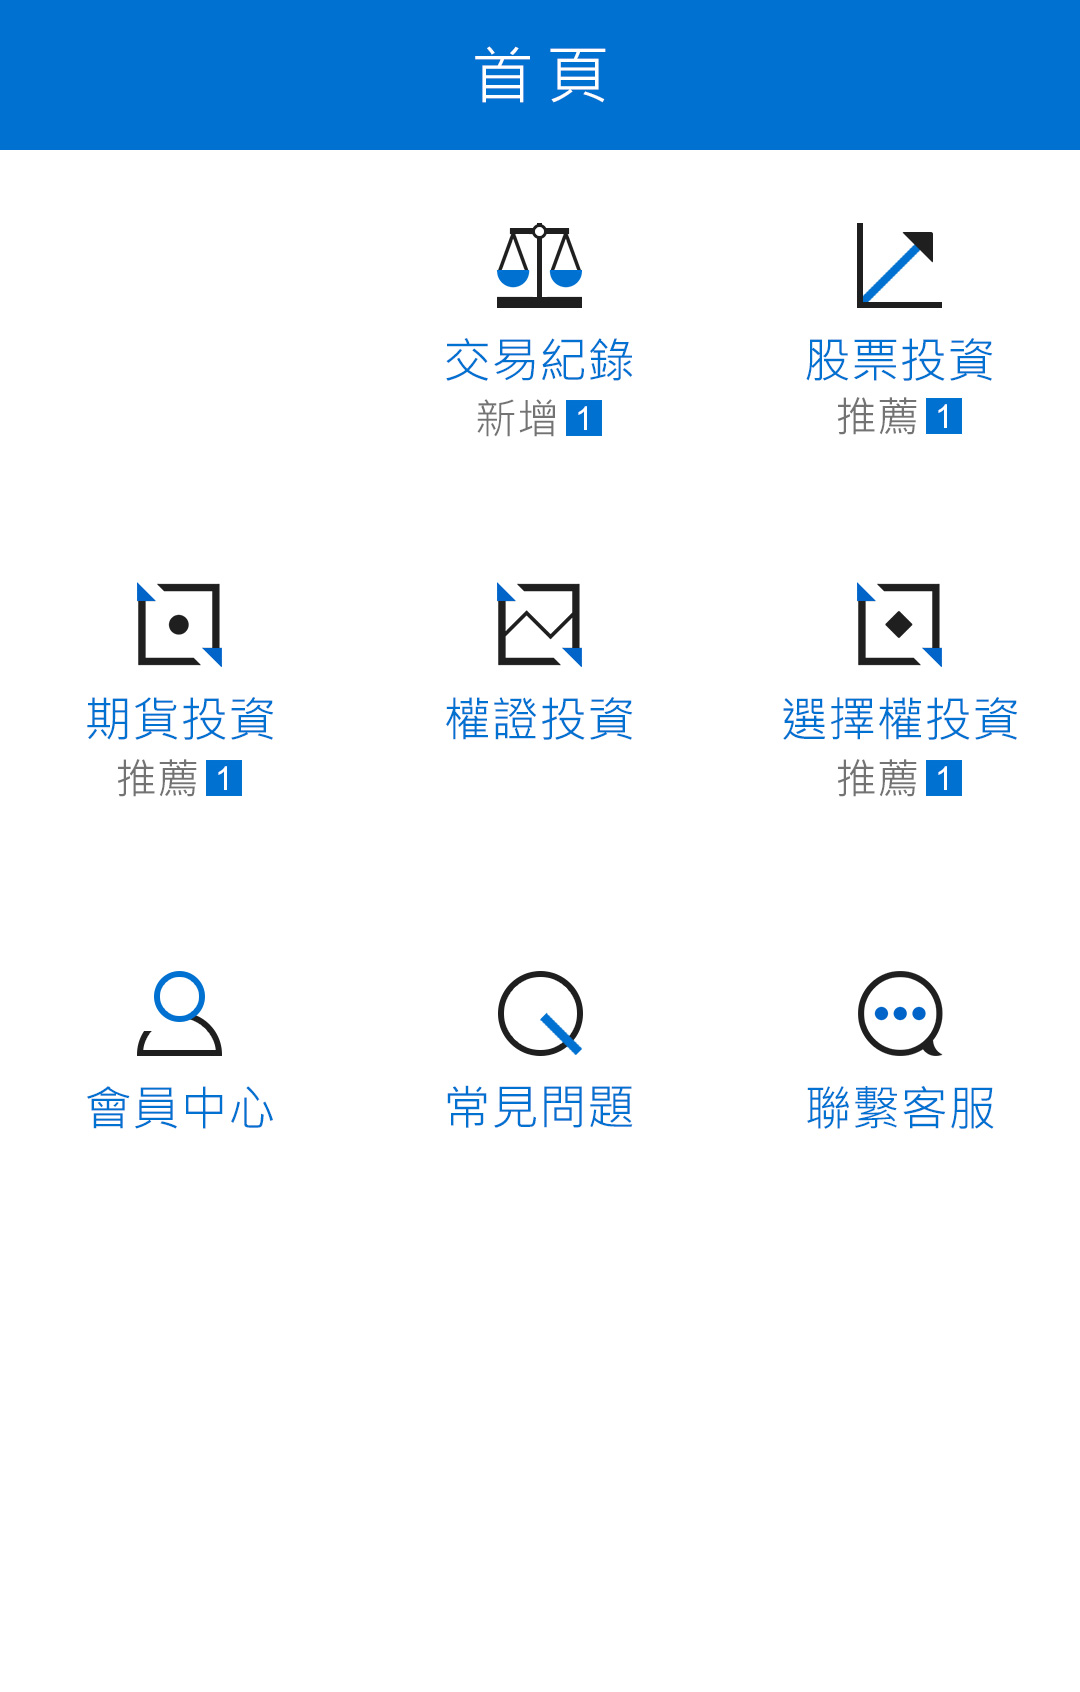 首頁
交易紀錄
新增 1
股票投資
推薦 1
期貨投資
推薦 1
權證投資
選擇權投資
推薦 1
會員中心
常見問題
聯繫客服